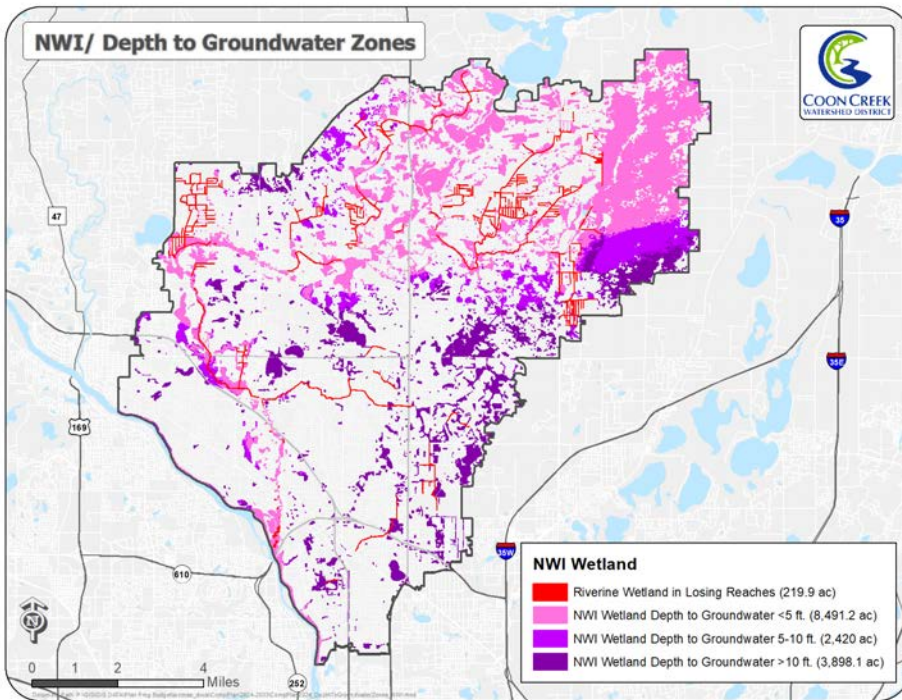 NWI/ Depth to Groundwater Zones
COON CREEK
WATERSHED DISTRICT
47
35
35E
169
610
35W
252
N
0 1 2 4
Miles
NWI Wetland
Riverine Wetland in Losing Reaches (219.9 ac)
NWI Wetland Depth to Groundwater <5 ft. (8,491.2 ac)
NWI Wetland Depth to Groundwater 5-10 ft. (2,420 ac)
NWI Wetland Depth to Groundwater >10 ft. (3,898.1 ac)